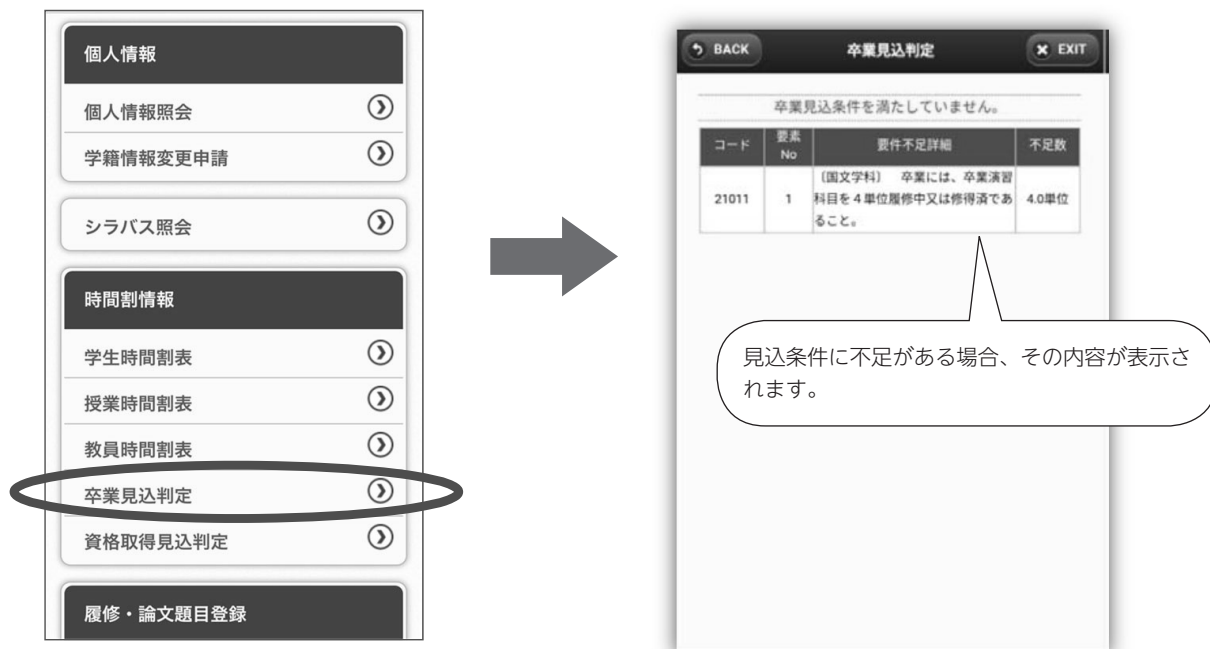 個人情報
個人情報照会
学籍情報変更申請
シラバス照会
時間割情報
学生時間割表
授業時間割表
教員時間割表
卒業見込判定
資格取得見込判定
履修・論文題目登録
BACK 卒業見込判定 EXIT
卒業見込条件を満たしていません。
コード 要素No 要件不足詳細 不足数
21011 1 (国文学科) 卒業には、卒業演習 4.0単位
科目を4単位履修中又は修得済であ
ること。
見込条件に不足がある場合、その内容が表示さ
れます。